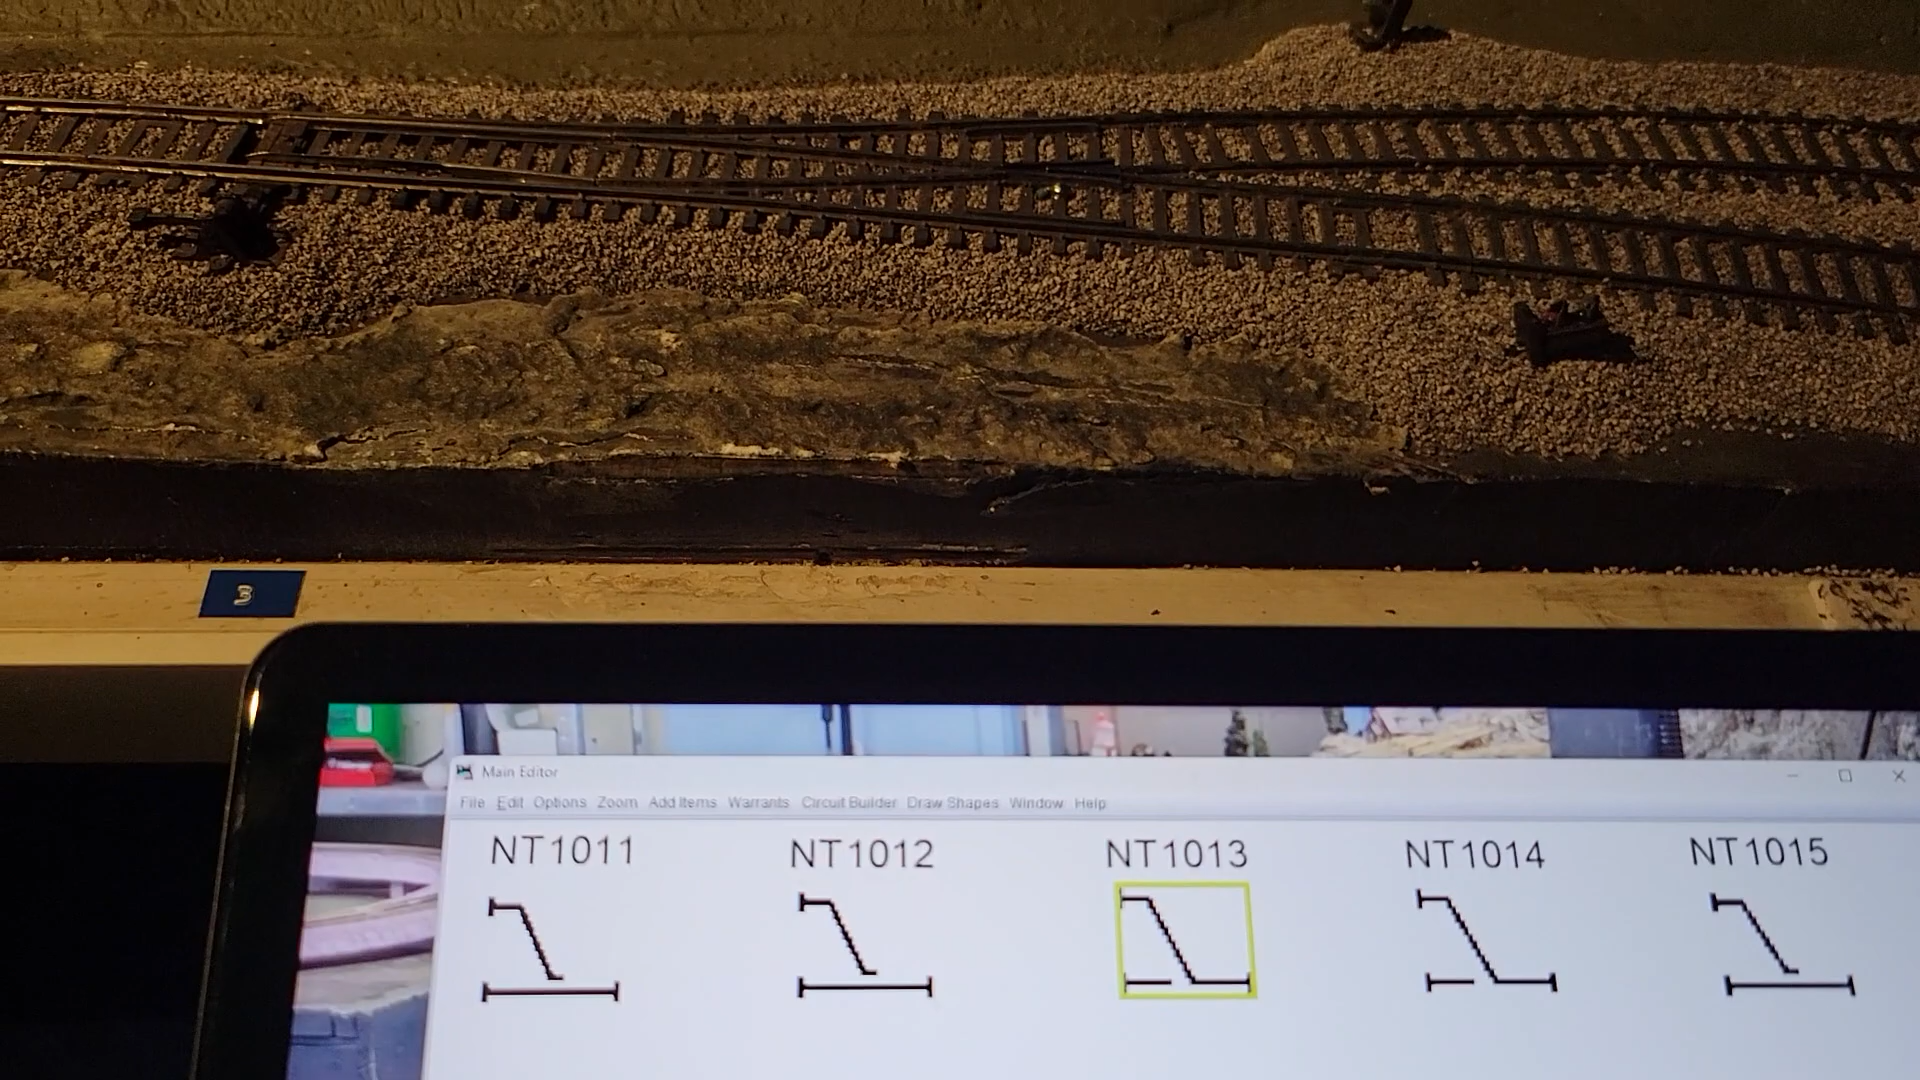 3
Main Editor
File Edit Options Zoom Add Items Warrants Circuit Builder Draw Shapes Window Help
NT1011 NT1012 NT1013 NT1014 NT1015